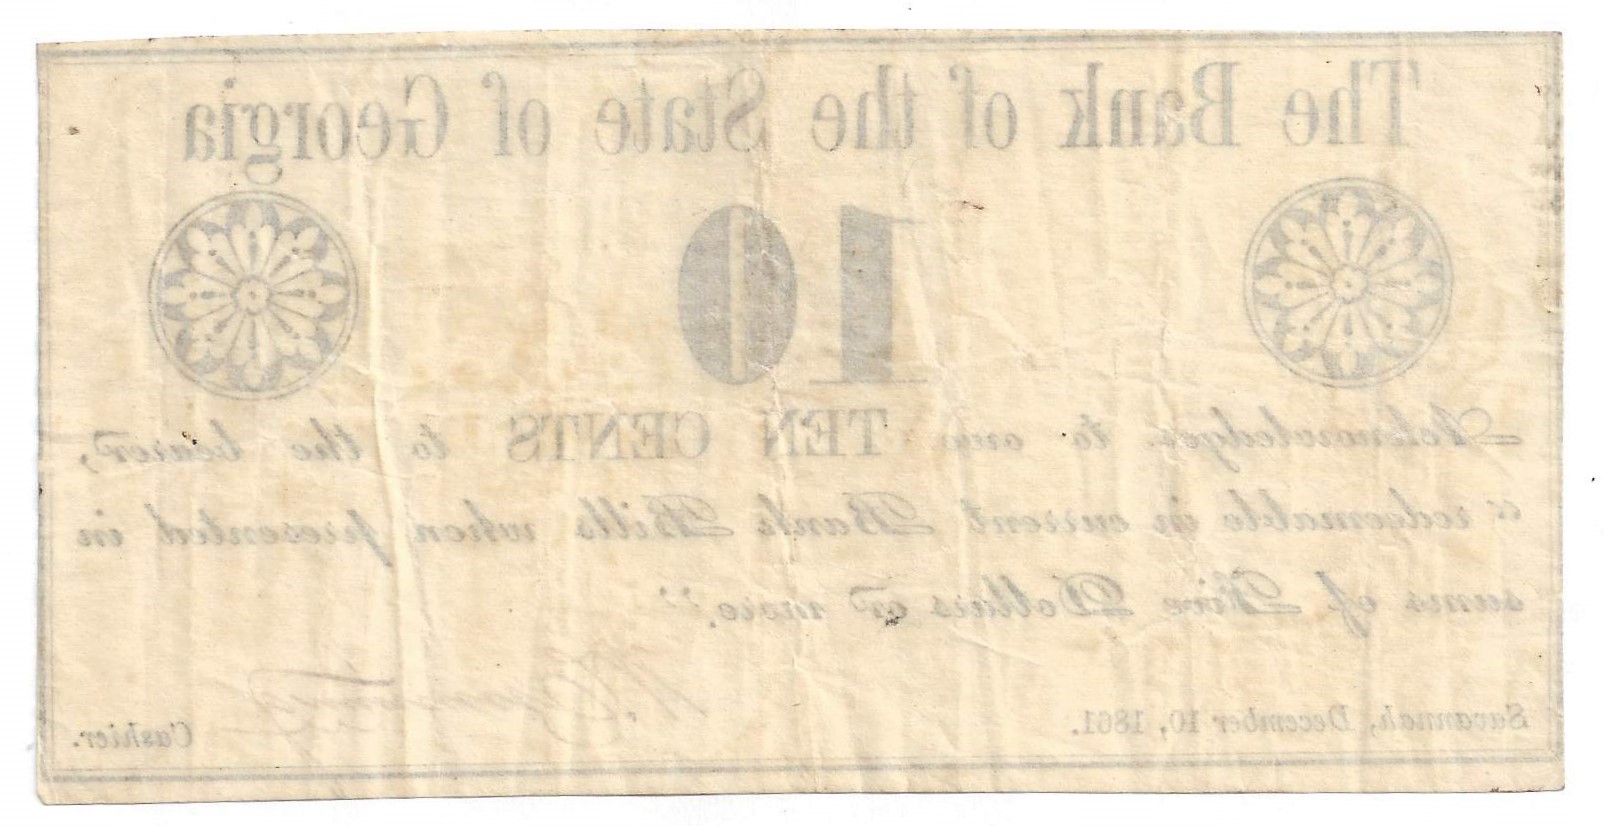 The Bank of the State of Georgia
10
Acknowledges to owe TEN CENTS to the bearer,
"redeemable in current Bank Bills when presented in
sums of Five Dollars or more."
Savannah, December 10, 1861.
Cashier.